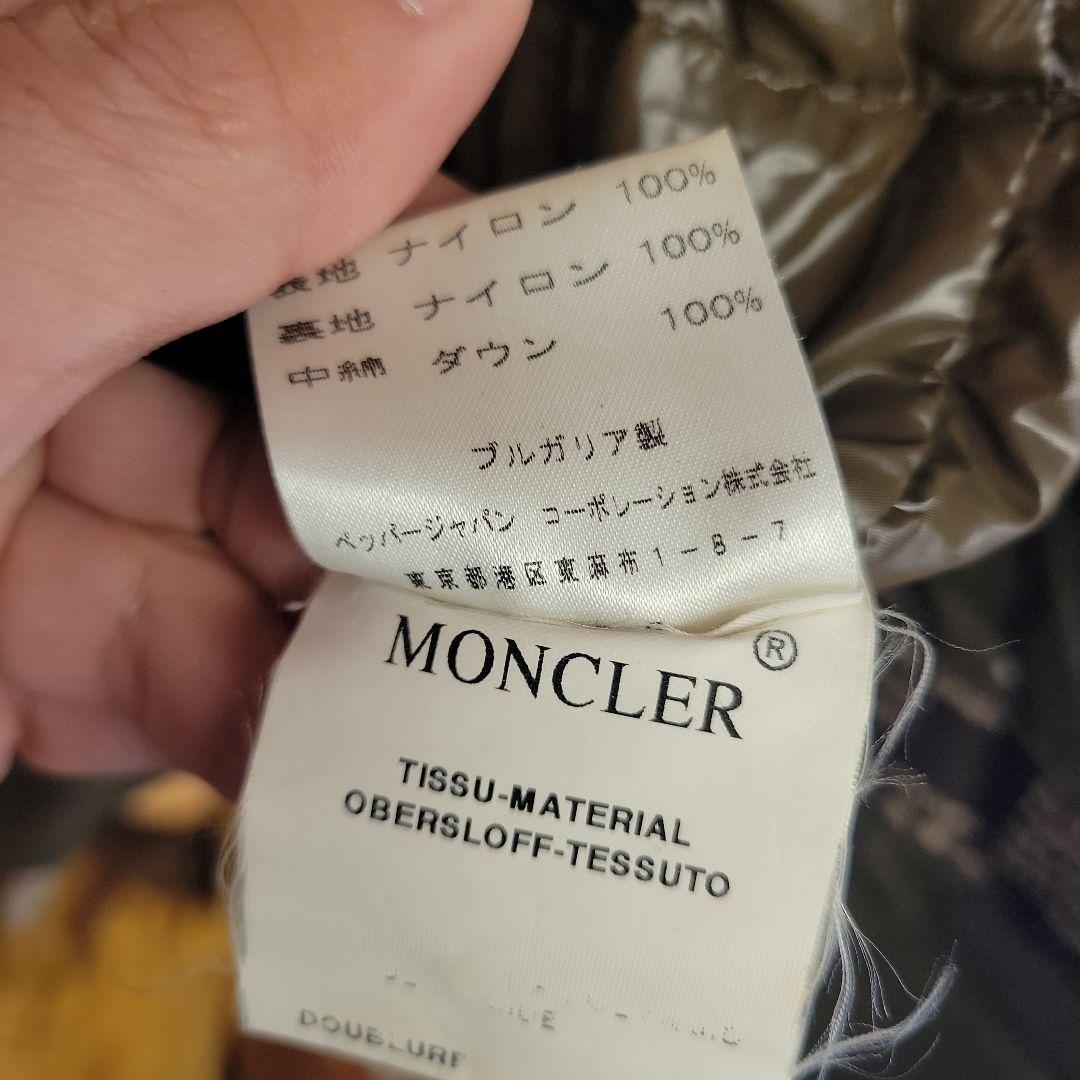 表地 ナイロン 100%
裏地 ナイロン 100%
中綿 ダウン 100%
ブルガリア製
ペッパージャパン コーポレーション株式会社
東京都港区東麻布1-8-7
MONCLER ®
TISSU-MATERIAL
OBERSLOFF-TESSUTO
DOUBLURE